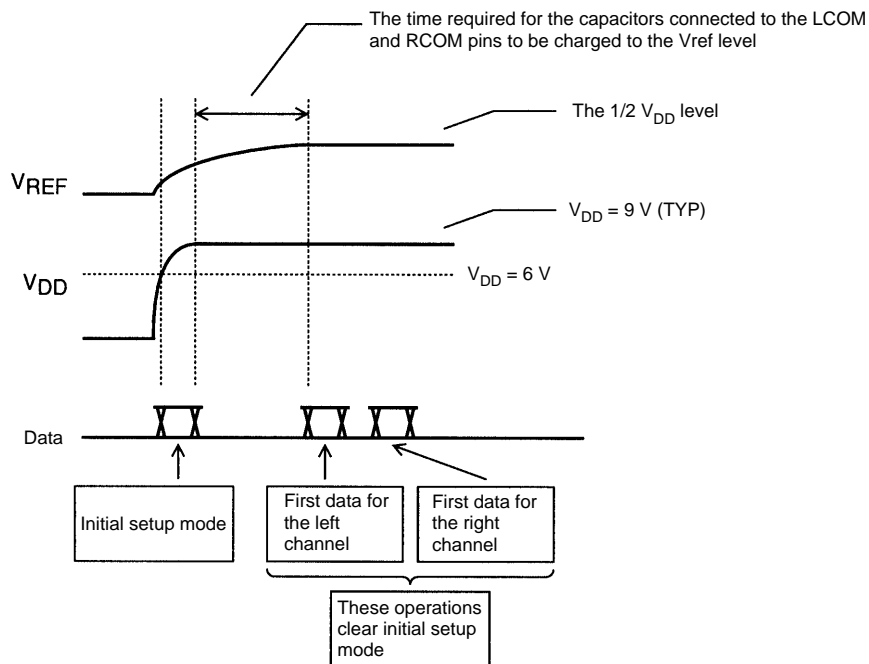 The time required for the capacitors connected to the LCOM
and RCOM pins to be charged to the Vref level
The 1/2 VDD level
VREF
VDD = 9 V (TYP)
VDD
VDD = 6 V
Data
Initial setup mode
First data for
the left
channel
First data for
the right
channel
These operations
clear initial setup
mode